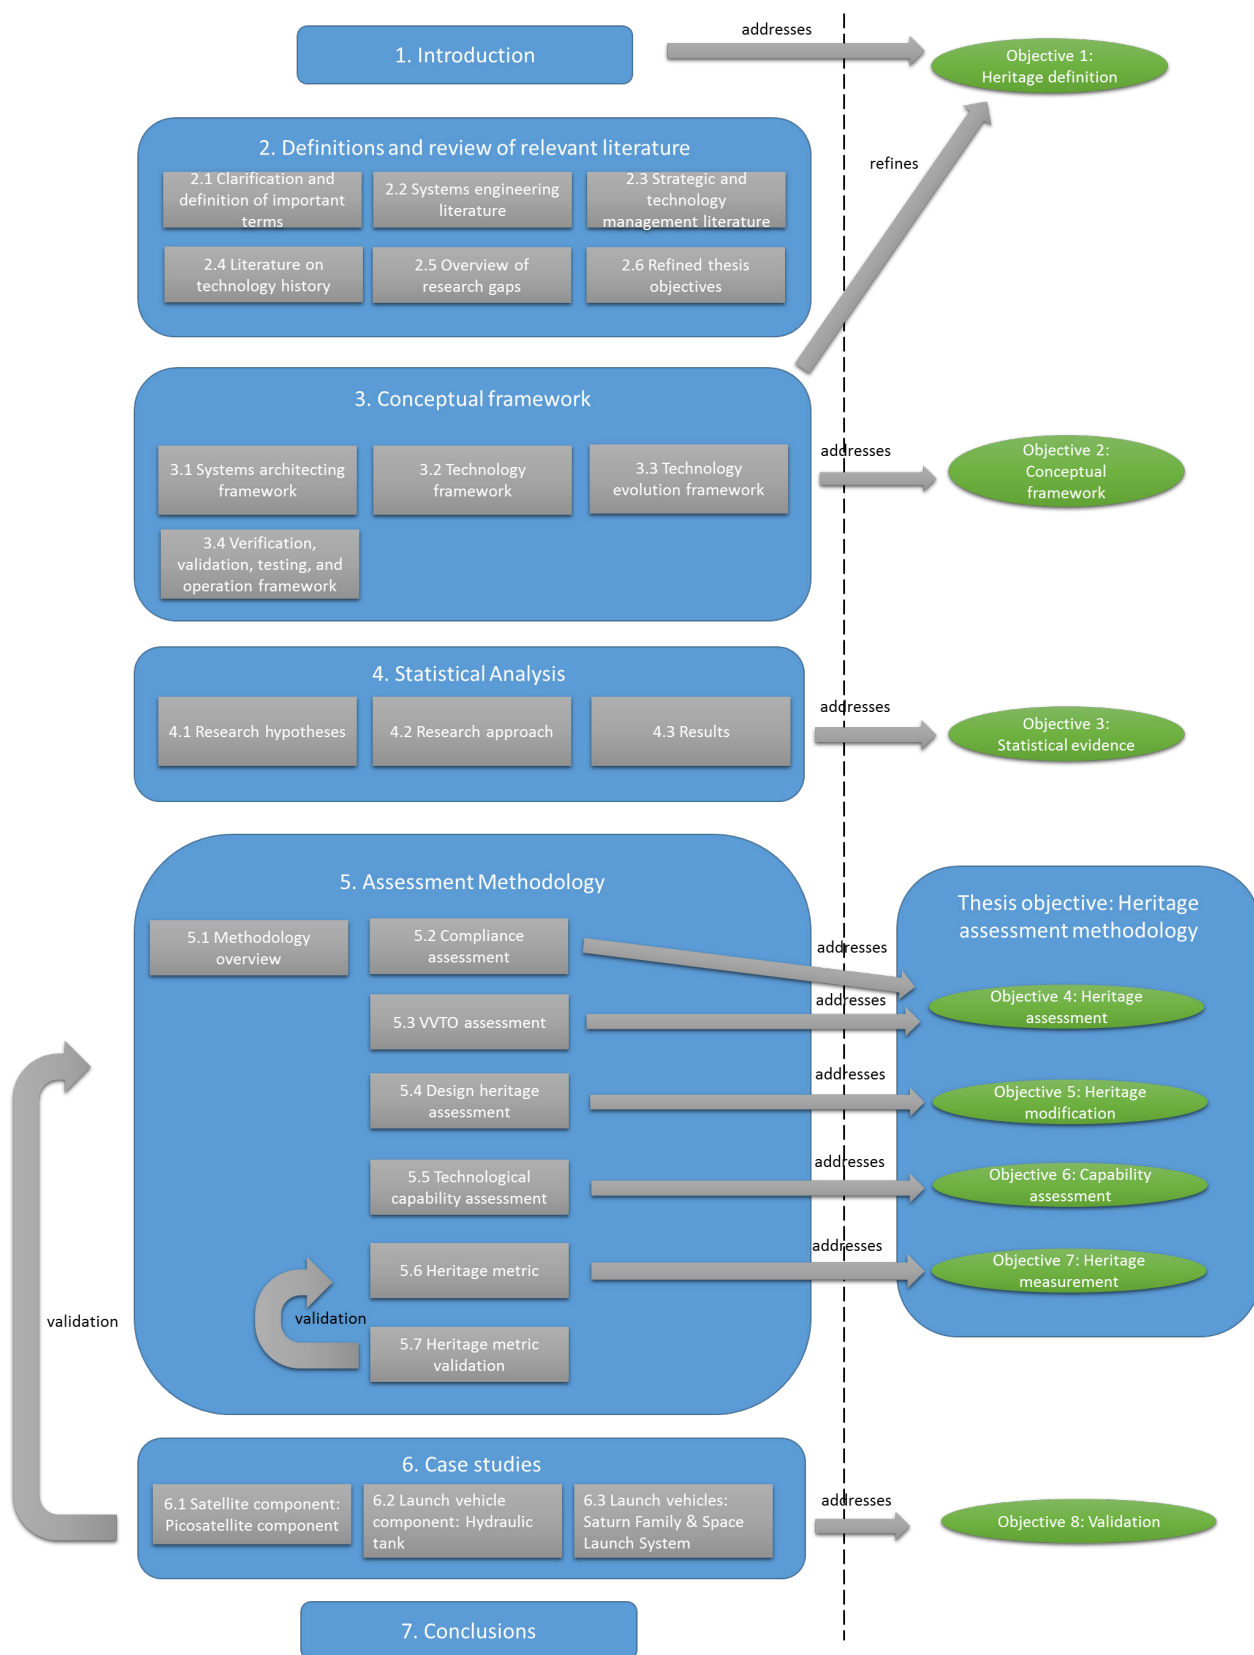 addresses
1. Introduction
Objective 1:
Heritage definition
2. Definitions and review of relevant literature
refines
2.1 Clarification and
definition of important
terms
2.2 Systems engineering
literature
2.3 Strategic and
technology
management literature
2.4 Literature on
technology history
2.5 Overview of
research gaps
2.6 Refined thesis
objectives
3. Conceptual framework
3.1 Systems architecting
framework
3.2 Technology
framework
3.3 Technology
evolution framework
addresses
Objective 2:
Conceptual
framework
3.4 Verification,
validation, testing, and
operation framework
4. Statistical Analysis
4.1 Research hypotheses
4.2 Research approach
4.3 Results
addresses
Objective 3:
Statistical evidence
5. Assessment Methodology
Thesis objective: Heritage
assessment methodology
5.1 Methodology
overview
5.2 Compliance
assessment
addresses
5.3 VVTO assessment
addresses
Objective 4: Heritage
assessment
5.4 Design heritage
assessment
addresses
Objective 5: Heritage
modification
5.5 Technological
capability assessment
addresses
Objective 6: Capability
assessment
5.6 Heritage metric
addresses
Objective 7: Heritage
measurement
validation
validation
5.7 Heritage metric
validation
6. Case studies
6.1 Satellite component:
Picosatellite component
6.2 Launch vehicle
component: Hydraulic
tank
6.3 Launch vehicles:
Saturn Family & Space
Launch System
addresses
Objective 8: Validation
7. Conclusions